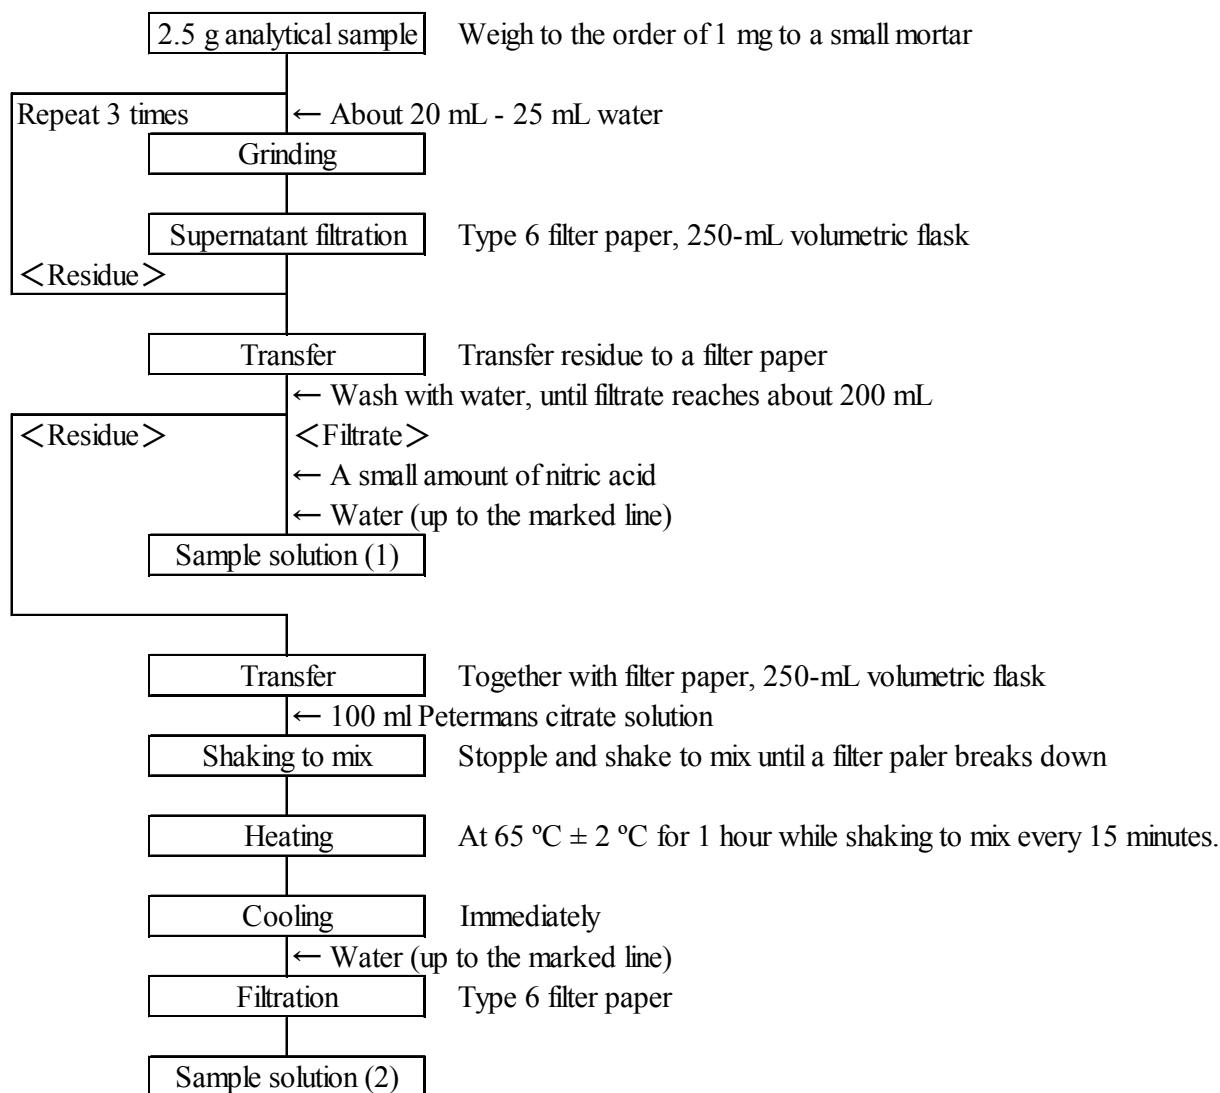 2.5 g analytical sample Weigh to the order of 1 mg to a small mortar
Repeat 3 times ← About 20 mL - 25 mL water
Grinding
Supernatant filtration Type 6 filter paper, 250-mL volumetric flask
<Residue>
Transfer Transfer residue to a filter paper
← Wash with water, until filtrate reaches about 200 mL
<Residue> <Filtrate>
← A small amount of nitric acid
← Water (up to the marked line)
Sample solution (1)
Transfer Together with filter paper, 250-mL volumetric flask
← 100 ml Petermans citrate solution
Shaking to mix Stopple and shake to mix until a filter paler breaks down
Heating At 65 ºC ± 2 ºC for 1 hour while shaking to mix every 15 minutes.
Cooling Immediately
← Water (up to the marked line)
Filtration Type 6 filter paper
Sample solution (2)